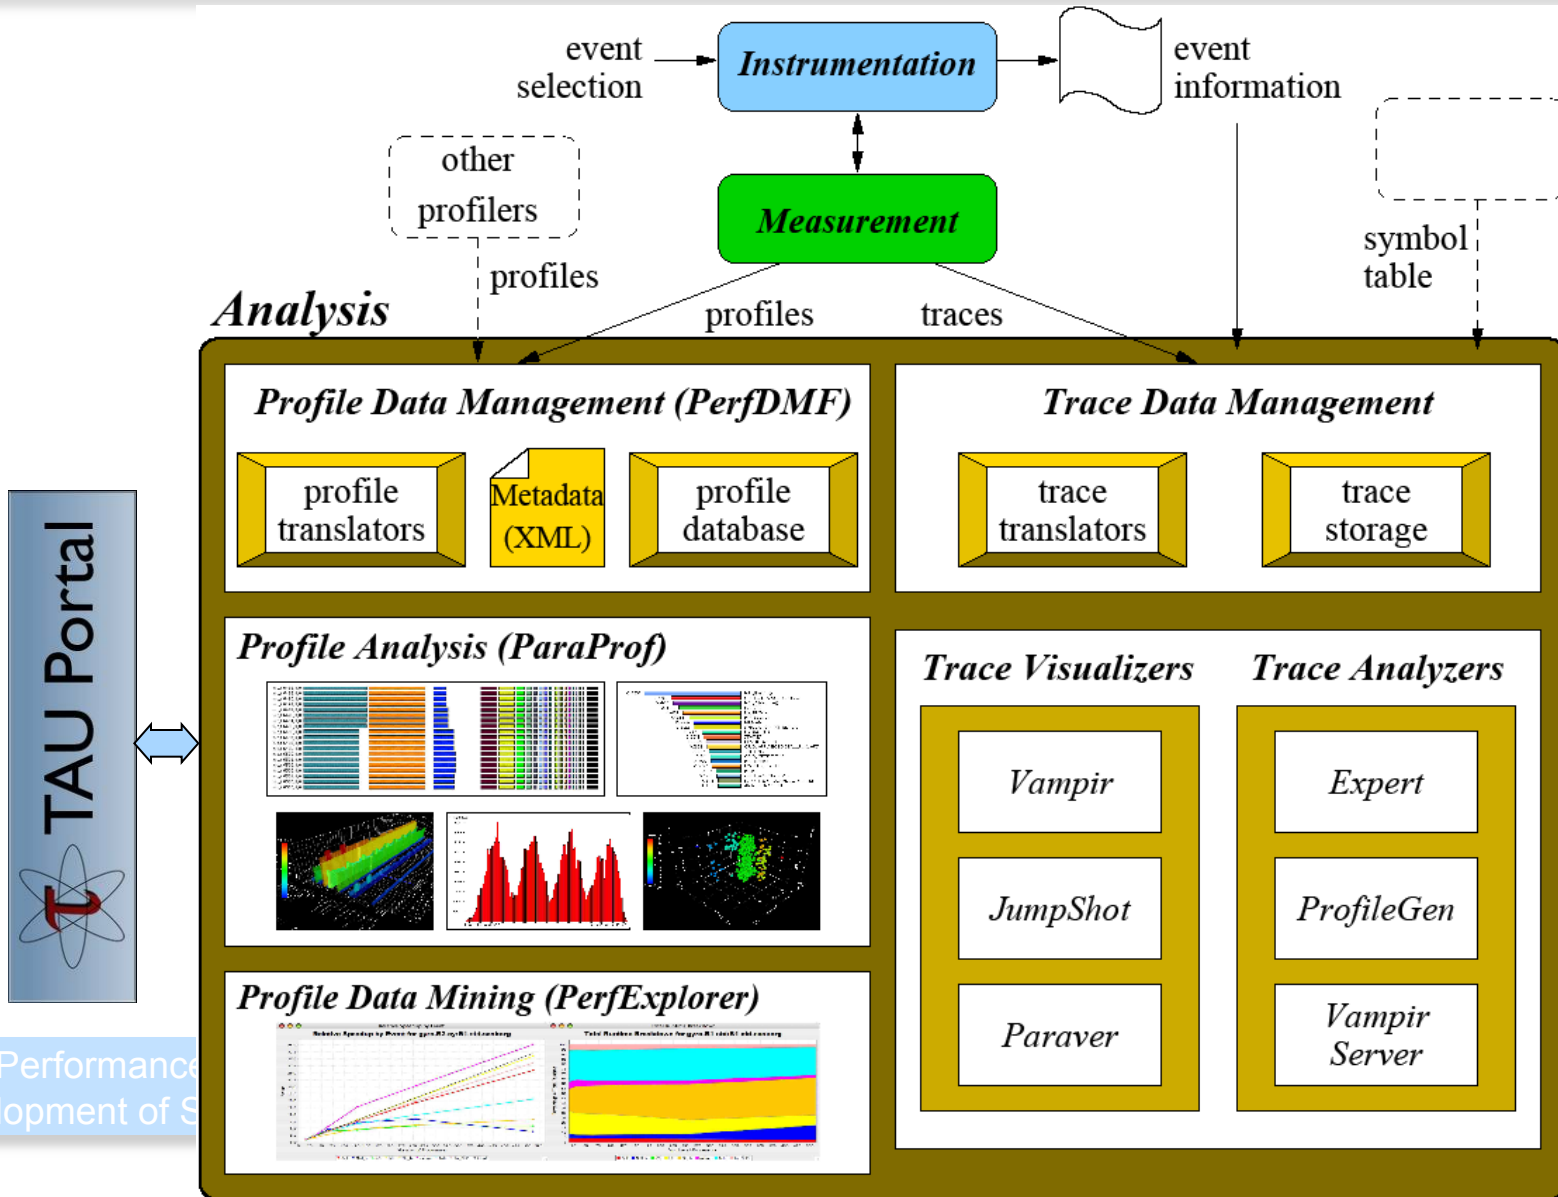 event
selection
Instrumentation
event
information
other
profilers
Measurement
symbol
table
profiles
Analysis
profiles
traces
Profile Data Management (PerfDMF)
profile
translators
Metadata
(XML)
profile
database
Trace Data Management
trace
translators
trace
storage
TAU Portal
Profile Analysis (ParaProf)
Trace Visualizers
Trace Analyzers
Vampir
Expert
JumpShot
ProfileGen
Paraver
Vampir
Server
Profile Data Mining (PerfExplorer)
Performance
lopment of S